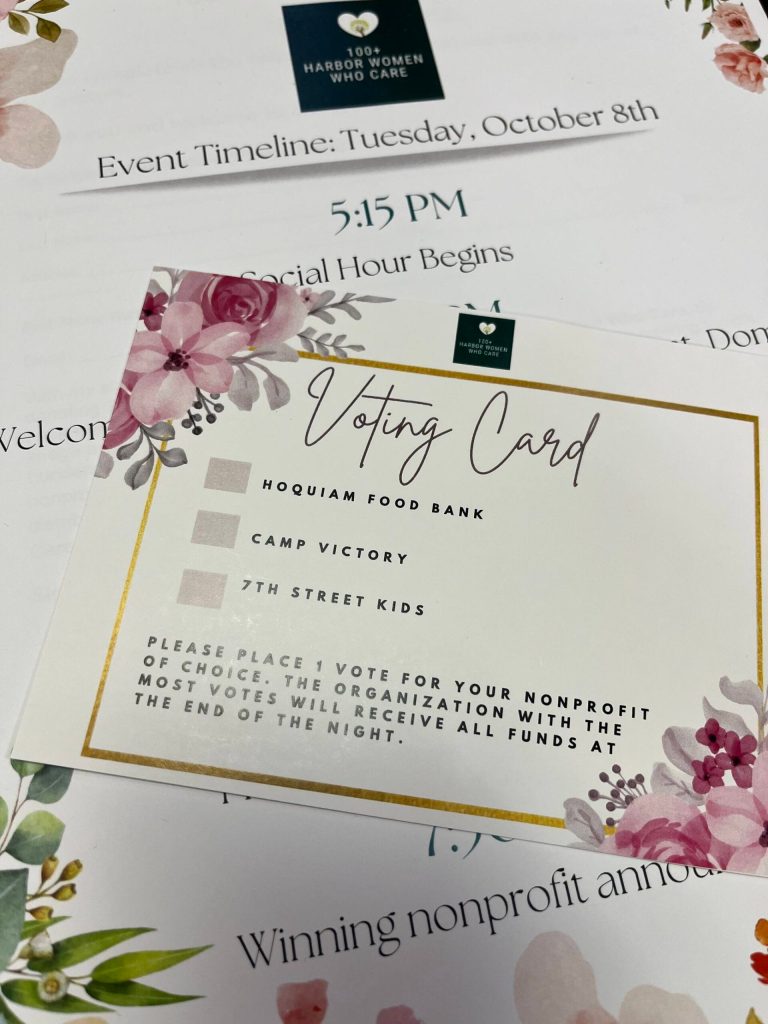 100+
HARBOR WOMEN
WHO CARE
Event Timeline: Tuesday, October 8th
5:15 PM
Social Hour Begins
PM
100+
HARBOR WOMEN
WHO CARE
Voting Card
HOQUIAM FOOD BANK
CAMP VICTORY
7TH STREET KIDS
PLEASE PLACE 1 VOTE FOR YOUR NONPROFIT
OF CHOICE. THE ORGANIZATION WITH THE
MOST VOTES WILL RECEIVE ALL FUNDS AT
THE END OF THE NIGHT.
Winning nonprofit